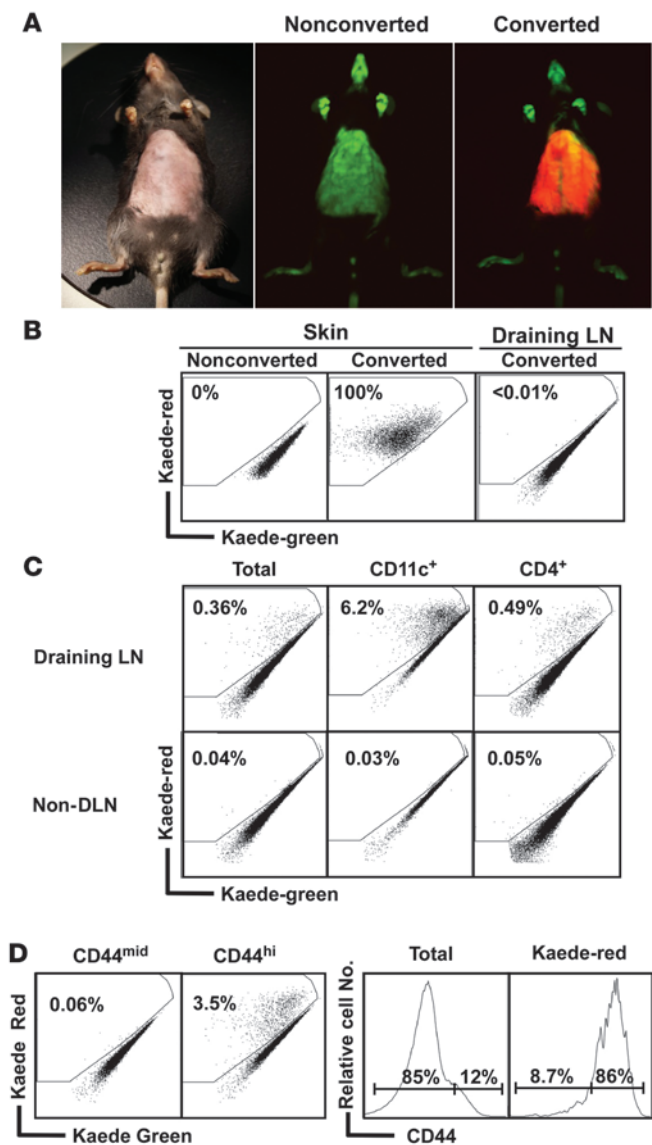 A
Nonconverted Converted
B
Skin Draining LN
Nonconverted Converted Converted
0% 100% <0.01%
Kaede-red
Kaede-green
C
Total CD11c+ CD4+
Draining LN
0.36% 6.2% 0.49%
Non-DLN
0.04% 0.03% 0.05%
Kaede-red
Kaede-green
D
CD44mid CD44hi Total Kaede-red
0.06% 3.5%
85% 12% 8.7% 86%
Kaede Red
Relative cell No.
Kaede Green
CD44